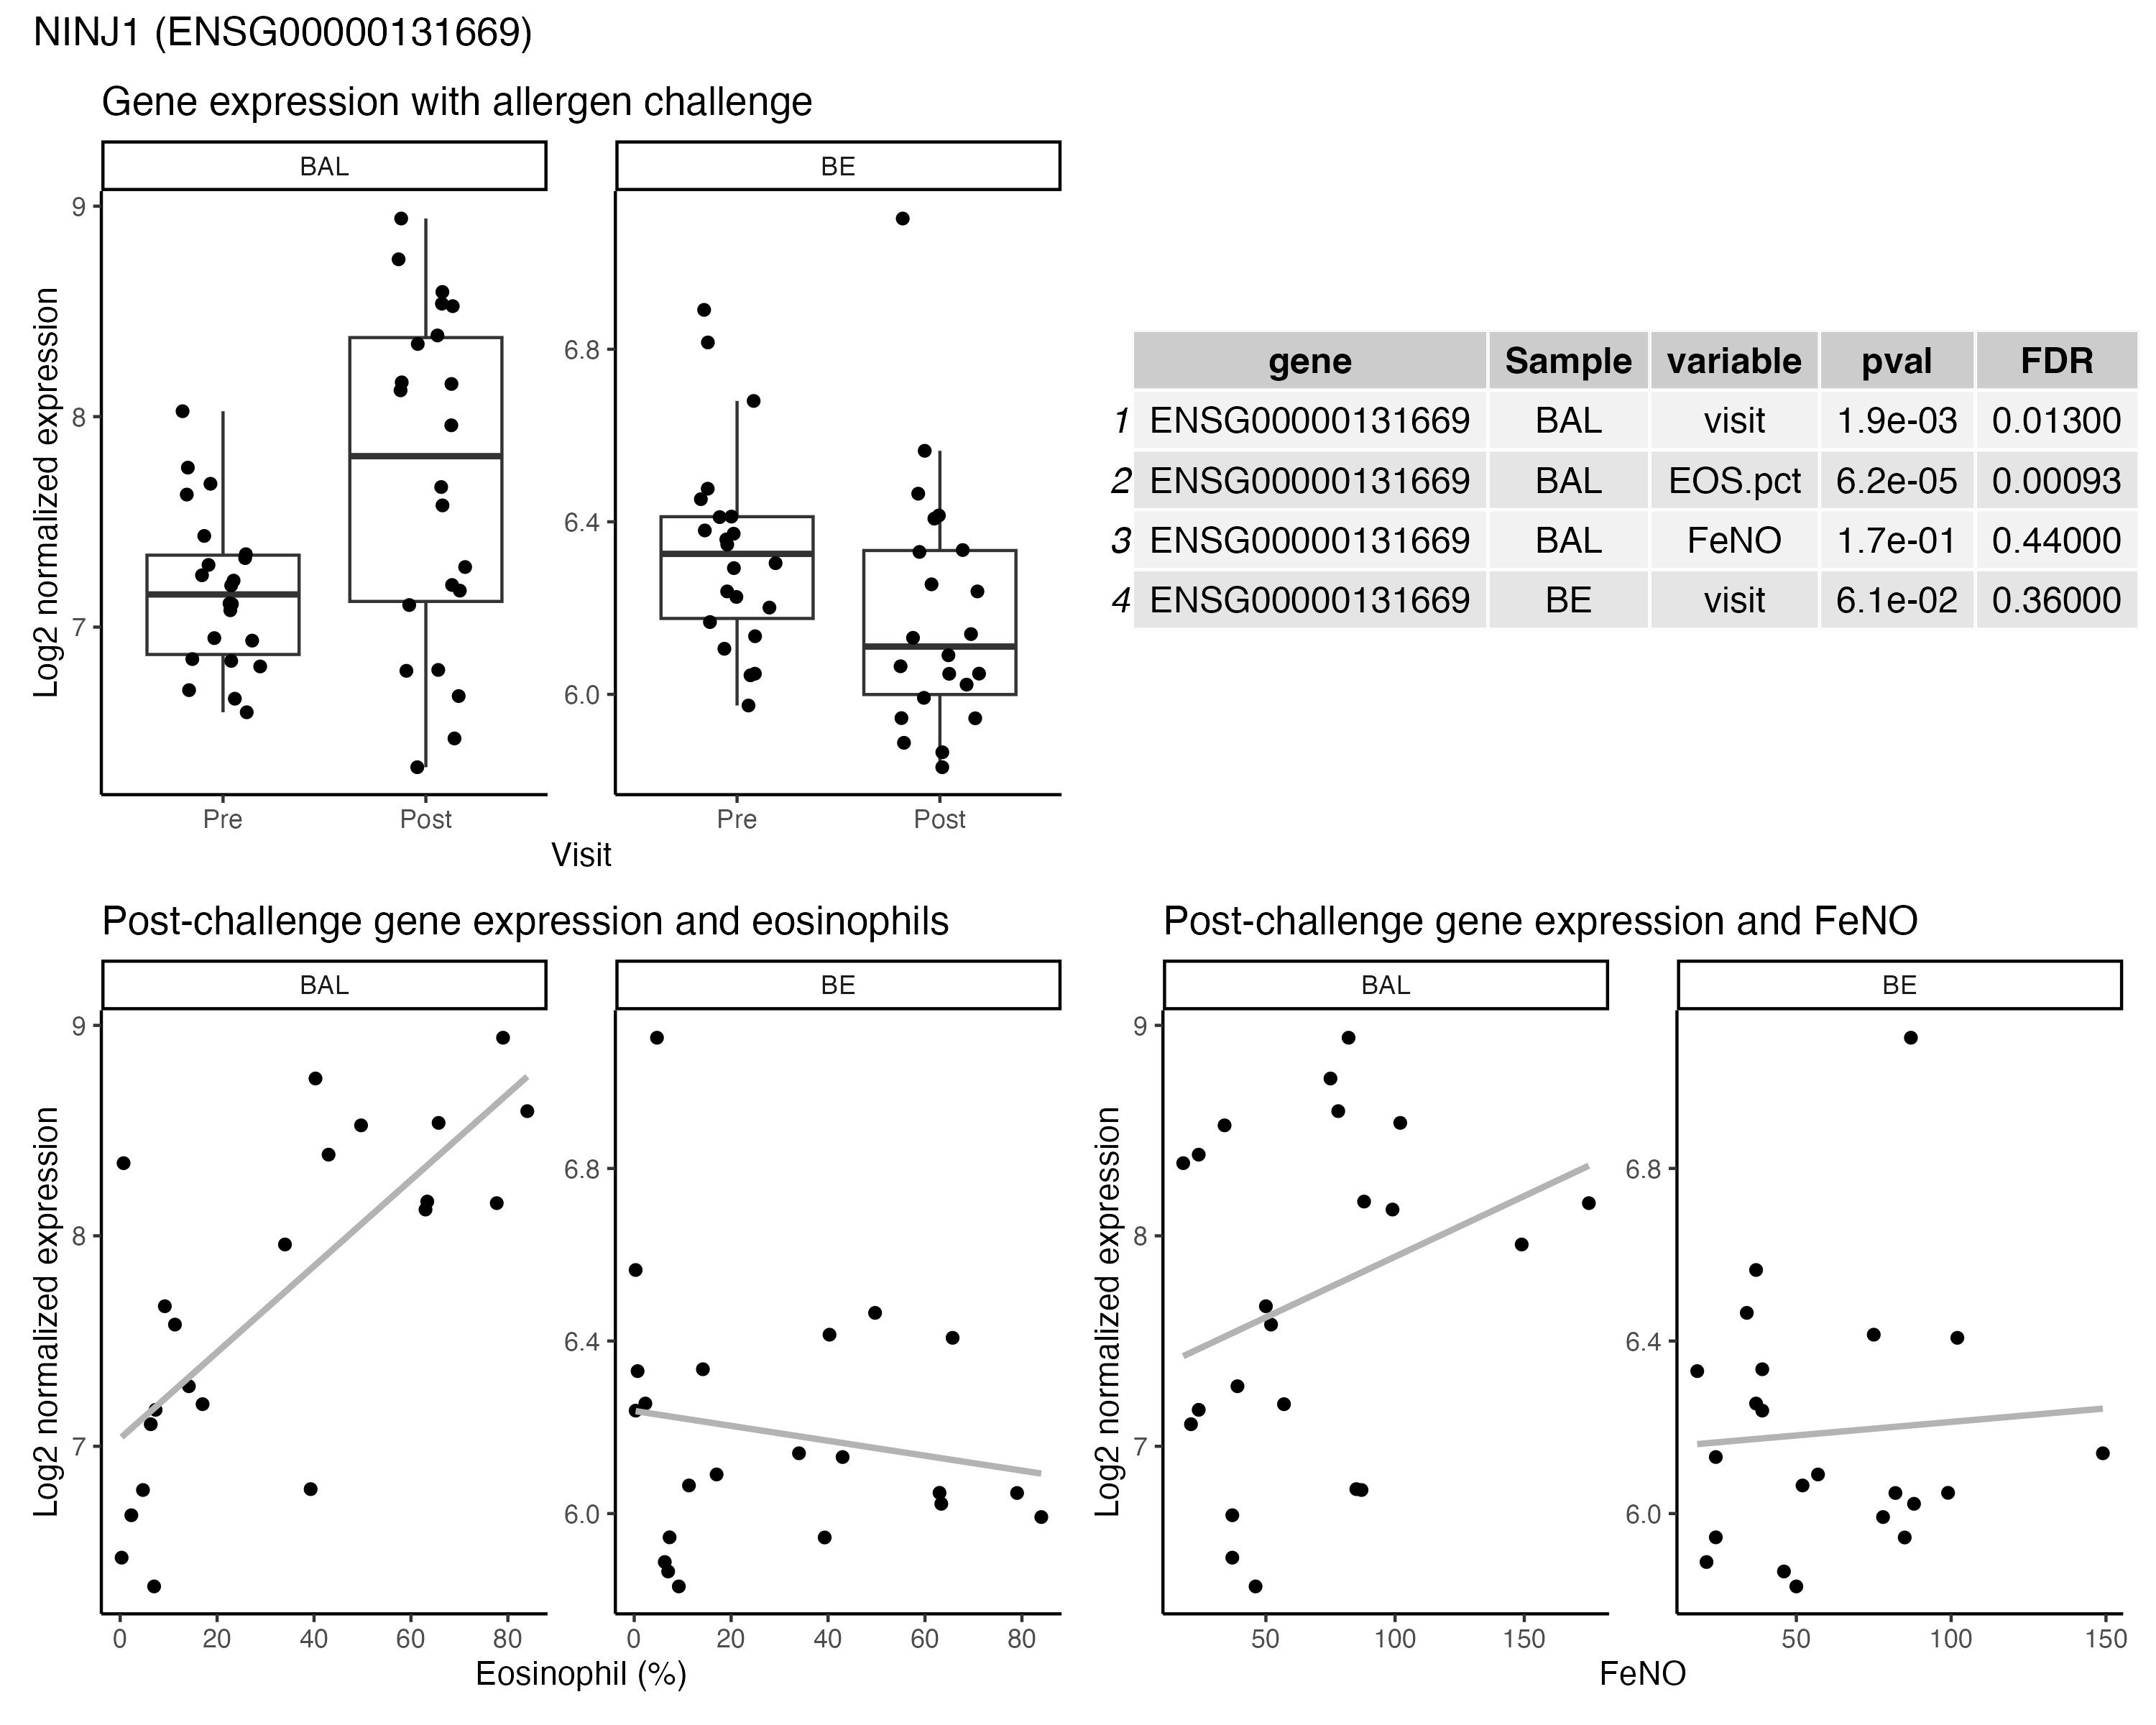 NINJ1 (ENSG00000131669)
Gene expression with allergen challenge
BAL
BE
Log2 normalized expression
9
8
7
6.8
6.4
6.0
Pre
Post
Pre
Post
Visit
gene Sample variable pval FDR
1 ENSG00000131669 BAL visit 1.9e-03 0.01300
2 ENSG00000131669 BAL EOS.pct 6.2e-05 0.00093
3 ENSG00000131669 BAL FeNO 1.7e-01 0.44000
4 ENSG00000131669 BE visit 6.1e-02 0.36000
Post-challenge gene expression and eosinophils
BAL
BE
Log2 normalized expression
9
8
7
6.8
6.4
6.0
0 20 40 60 80
0 20 40 60 80
Eosinophil (%)
Post-challenge gene expression and FeNO
BAL
BE
Log2 normalized expression
9
8
7
6.8
6.4
6.0
50 100 150
50 100 150
FeNO